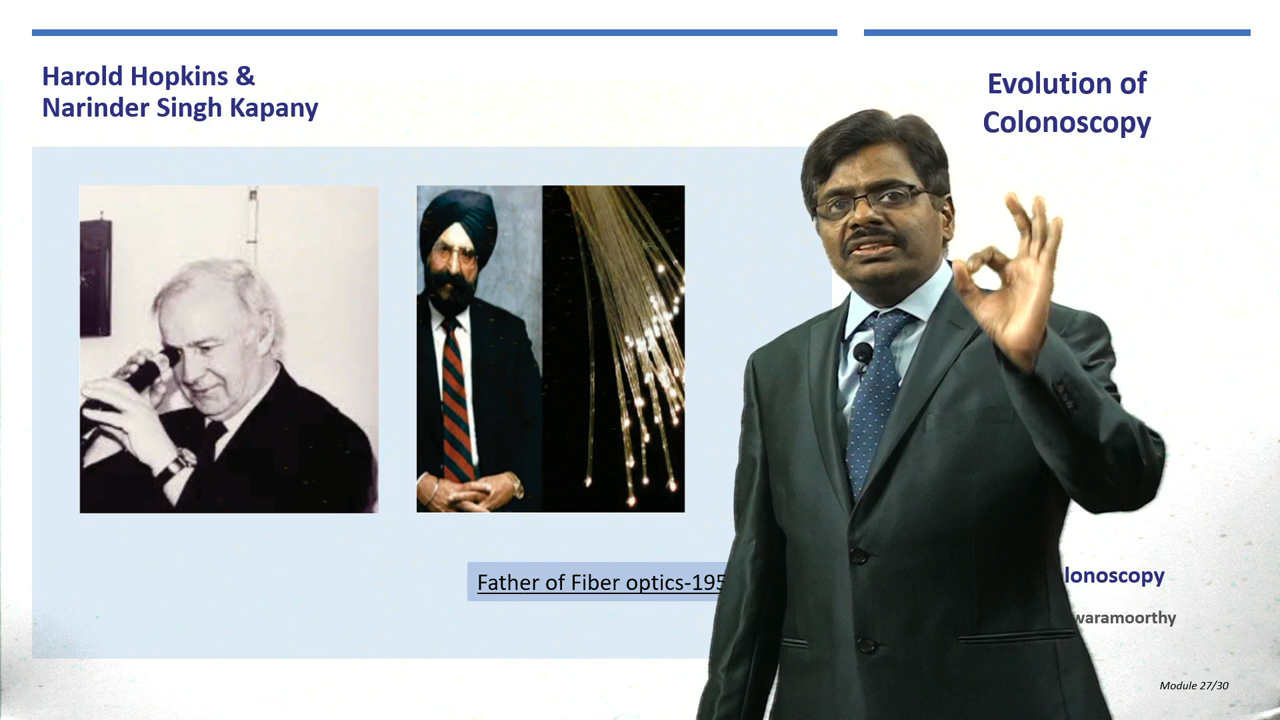 Harold Hopkins &
Narinder Singh Kapany
Evolution of
Colonoscopy
Father of Fiber optics-195
lonoscopy
waramoorthy
Module 27/30